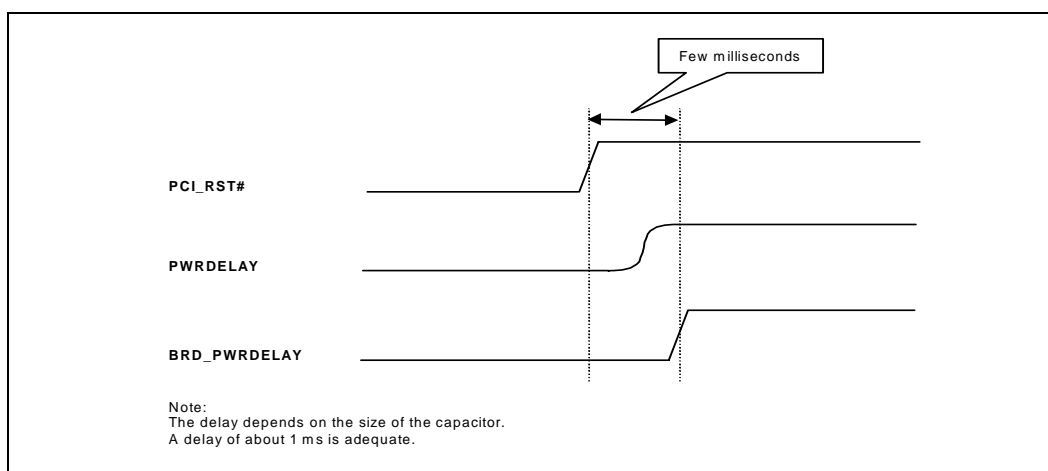 Few milliseconds
PCI_RST#
PWRDELAY
BRD_PWRDELAY
Note:
The delay depends on the size of the capacitor.
A delay of about 1 ms is adequate.